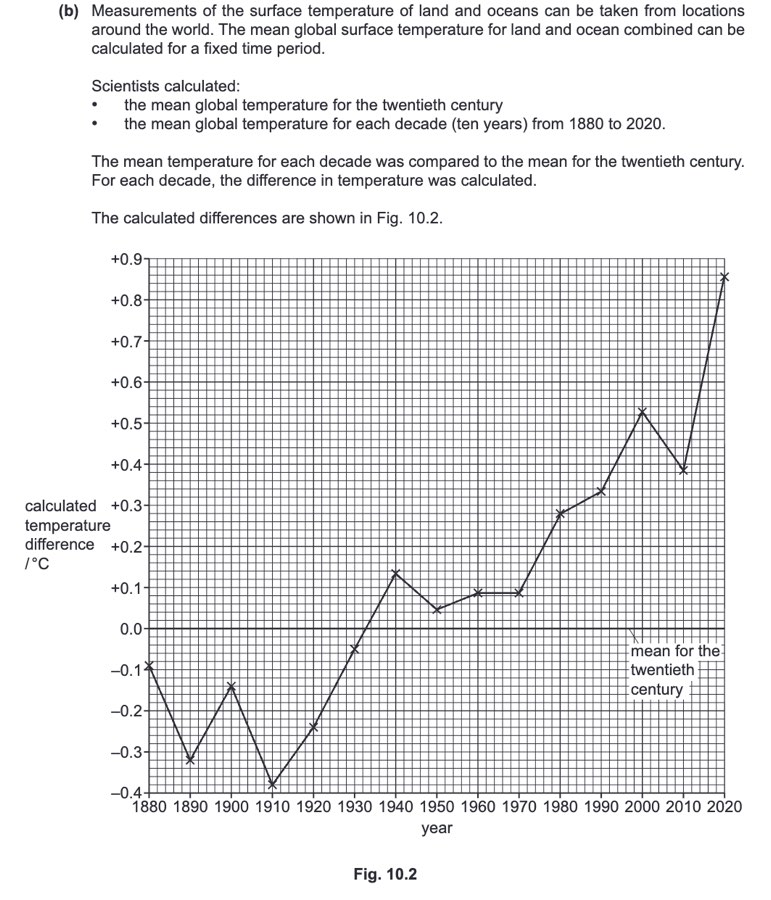 (b) Measurements of the surface temperature of land and oceans can be taken from locations
around the world. The mean global surface temperature for land and ocean combined can be
calculated for a fixed time period.
Scientists calculated:
• the mean global temperature for the twentieth century
• the mean global temperature for each decade (ten years) from 1880 to 2020.
The mean temperature for each decade was compared to the mean for the twentieth century.
For each decade, the difference in temperature was calculated.
The calculated differences are shown in Fig. 10.2.
+0.9
+0.8
+0.7
+0.6
+0.5
+0.4
calculated +0.3
temperature
difference +0.2
/°C
+0.1
0.0
mean for the
–0.1
twentieth
century
–0.2
–0.3
–0.4
1880 1890 1900 1910 1920 1930 1940 1950 1960 1970 1980 1990 2000 2010 2020
year
Fig. 10.2